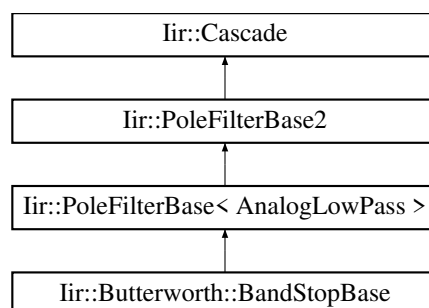 Iir::Cascade
Iir::PoleFilterBase2
Iir::PoleFilterBase< AnalogLowPass >
Iir::Butterworth::BandStopBase